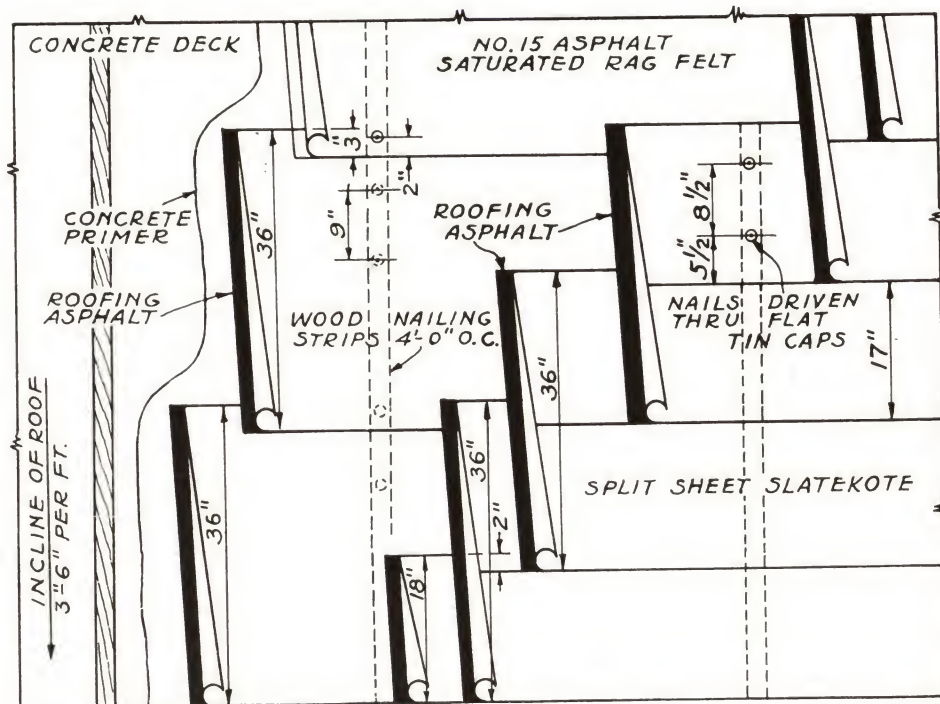 CONCRETE DECK
NO. 15 ASPHALT
SATURATED RAG FELT
3"
2"
9"
36"
CONCRETE
PRIMER
ROOFING
ASPHALT
ROOFING
ASPHALT
8 1/2"
5 1/2"
NAILS DRIVEN
THRU FLAT
TIN CAPS
WOOD NAILING
STRIPS 4'-0" O.C.
17"
36"
36"
36"
2"
18"
SPLIT SHEET SLATEKOTE
INCLINE OF ROOF
3" 6" PER FT.